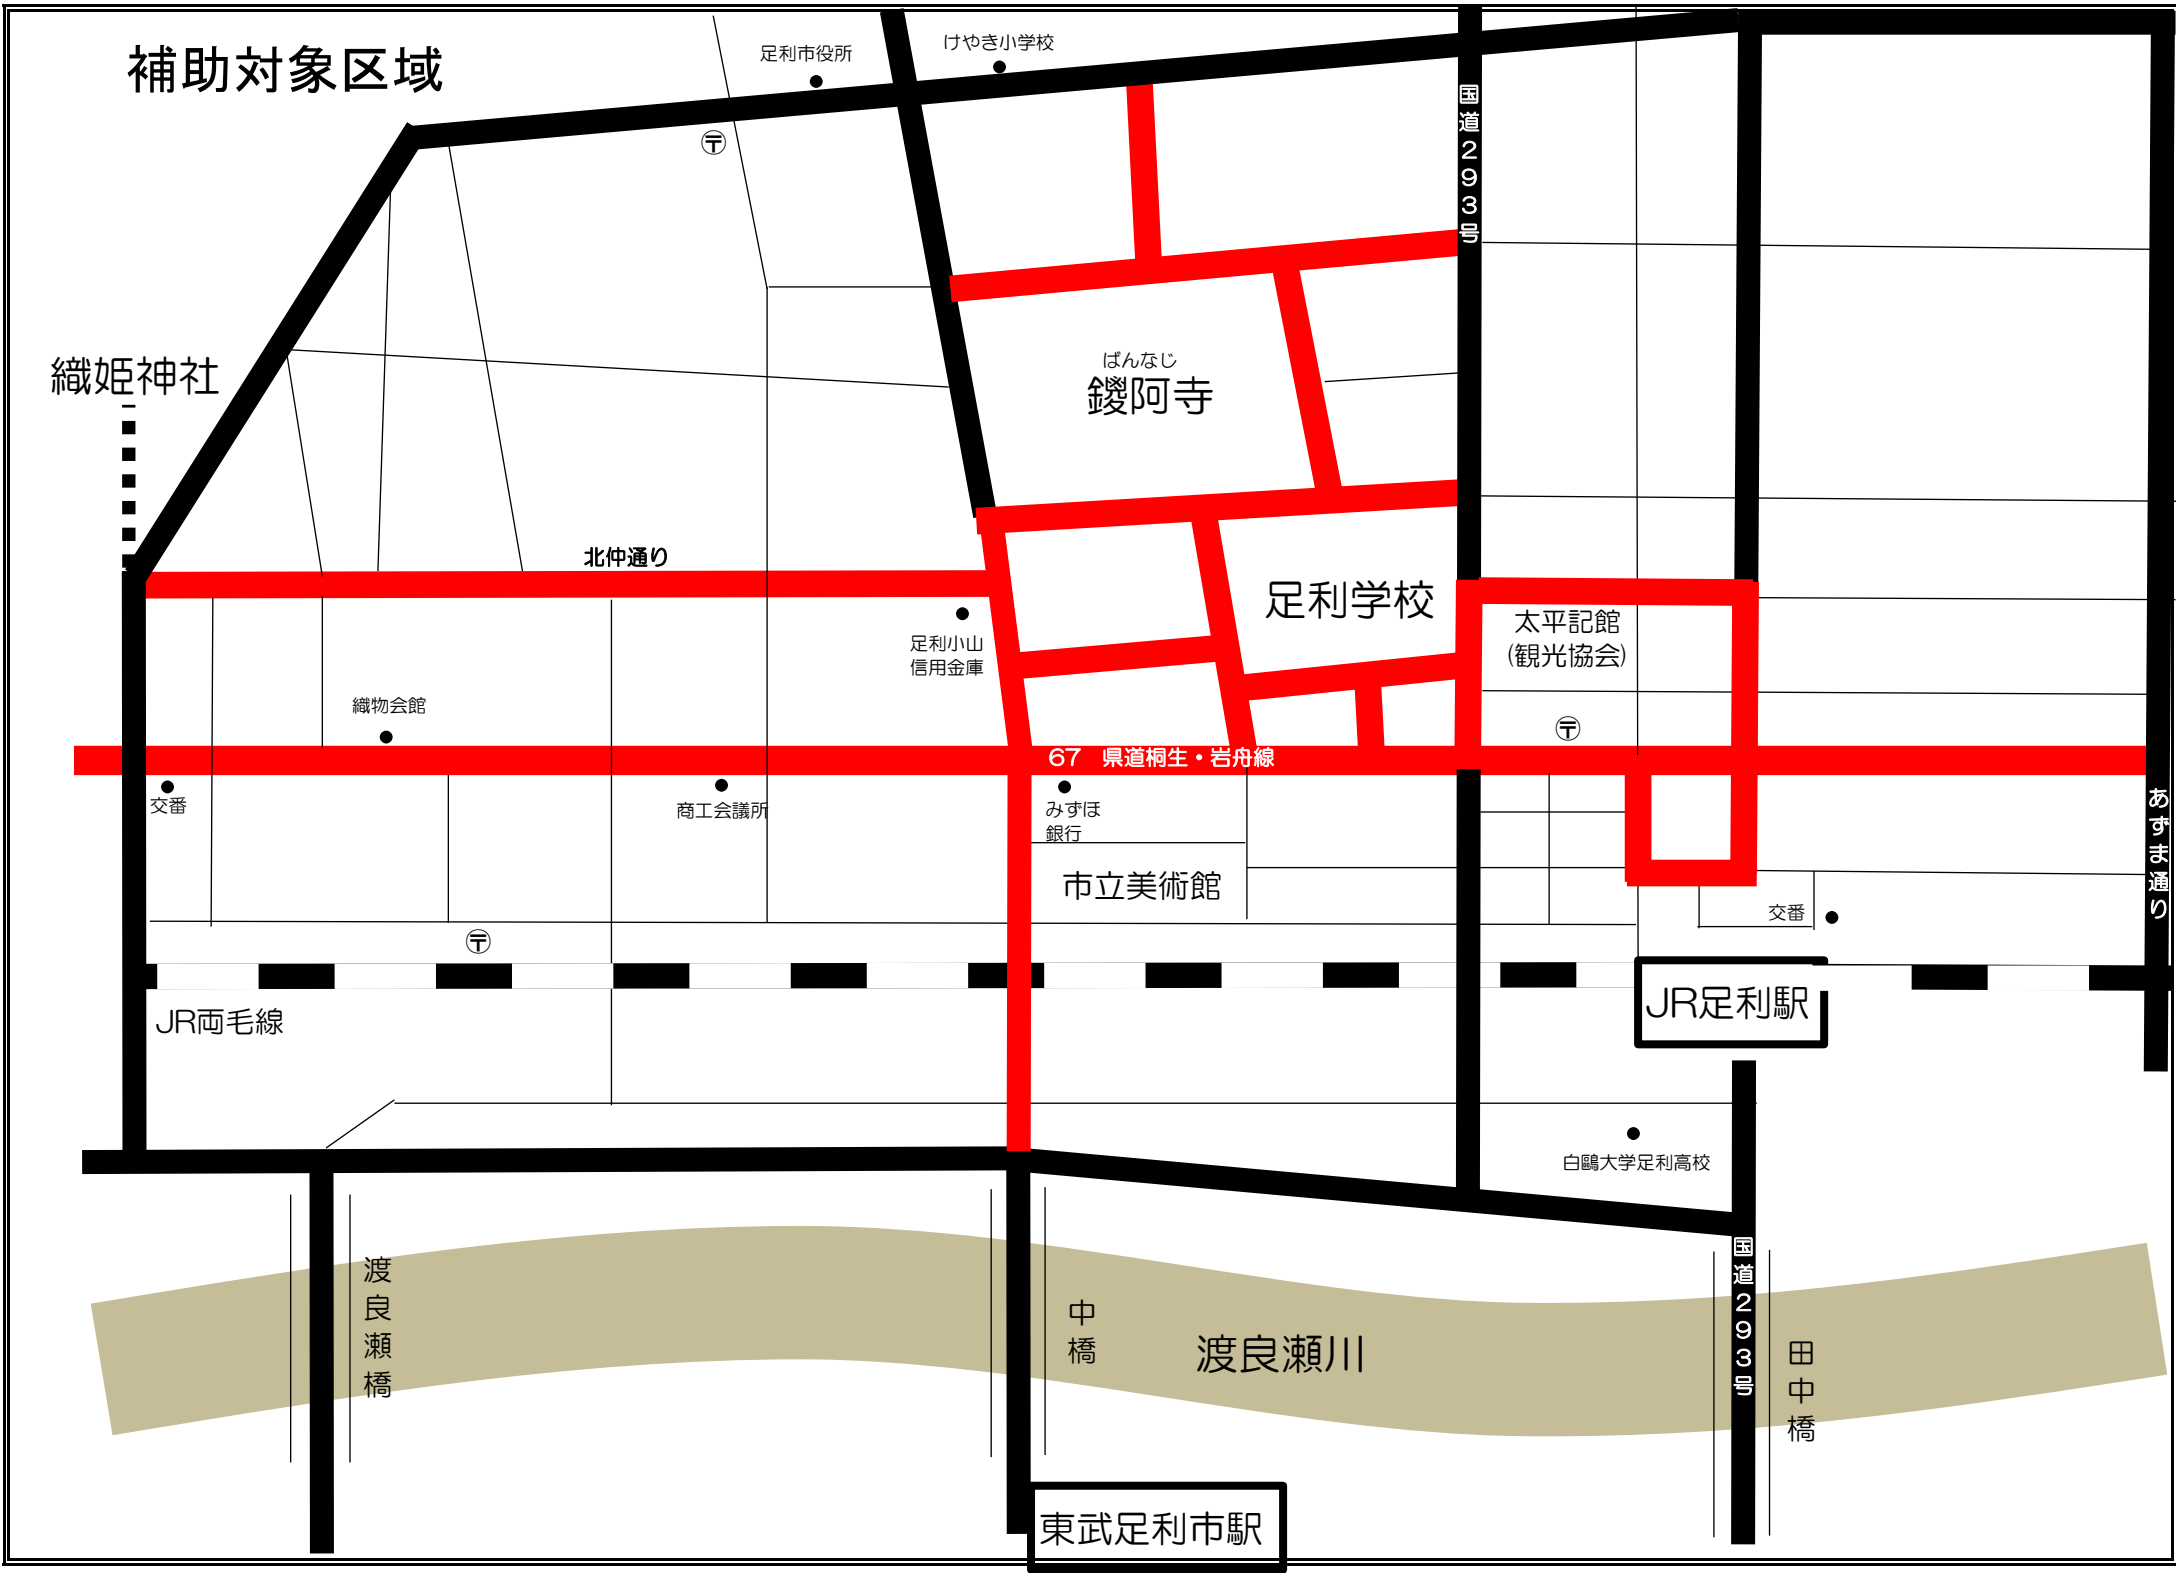 補助対象区域
足利市役所
けやき小学校
〒
国道293号
織姫神社
ばんなじ
鑁阿寺
北仲通り
足利学校
足利小山
信用金庫
太平記館
(観光協会)
織物会館
〒
67 県道桐生・岩舟線
交番
商工会議所
みずほ
銀行
あずま通り
市立美術館
交番
〒
JR両毛線
JR足利駅
白鷗大学足利高校
渡良瀬橋
中橋
渡良瀬川
国道293号
田中橋
東武足利市駅